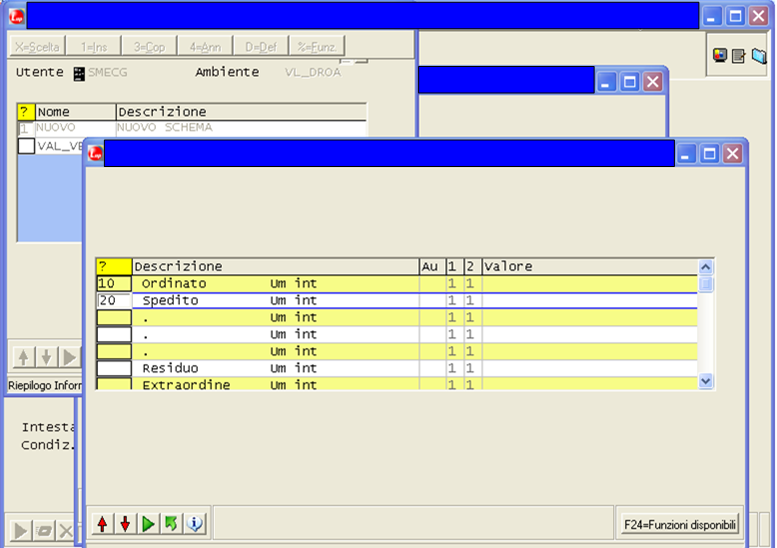 X=Scelta 1=Ins 3=Cop 4=Ann D=Def %=Funz.
Utente SMECG Ambiente VL_DROA
? Nome Descrizione
1 NUOVO NUOVO SCHEMA
VAL_VE
? Descrizione Au 1 2 Valore
10 Ordinato Um int 1 1
20 Spedito Um int 1 1
. Um int 1 1
. Um int 1 1
. Um int 1 1
Residuo Um int 1 1
Extraordine Um int 1 1
Riepilogo Inforr
Intesta
Condiz.
F24=Funzioni disponibili